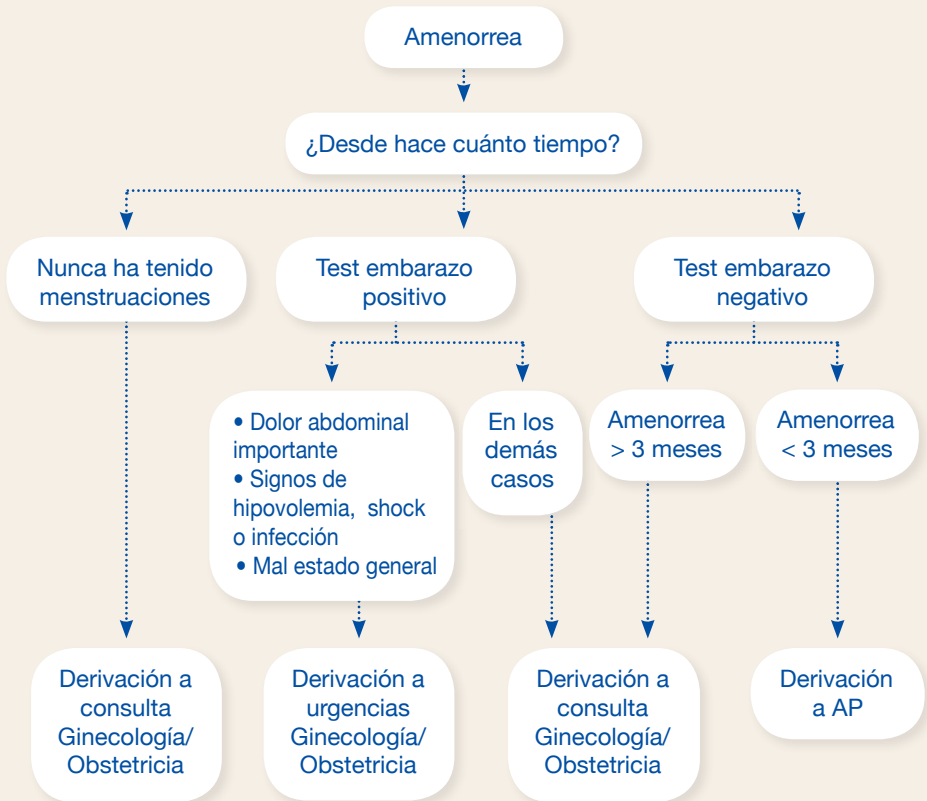 Amenorrea
¿Desde hace cuánto tiempo?
Nunca ha tenido
menstruaciones
Test embarazo
positivo
Test embarazo
negativo
• Dolor abdominal
importante
• Signos de
hipovolemia, shock
o infección
• Mal estado general
En los
demás
casos
Amenorrea
> 3 meses
Amenorrea
< 3 meses
Derivación a
consulta
Ginecología/
Obstetricia
Derivación a
urgencias
Ginecología/
Obstetricia
Derivación a
consulta
Ginecología/
Obstetricia
Derivación
a AP